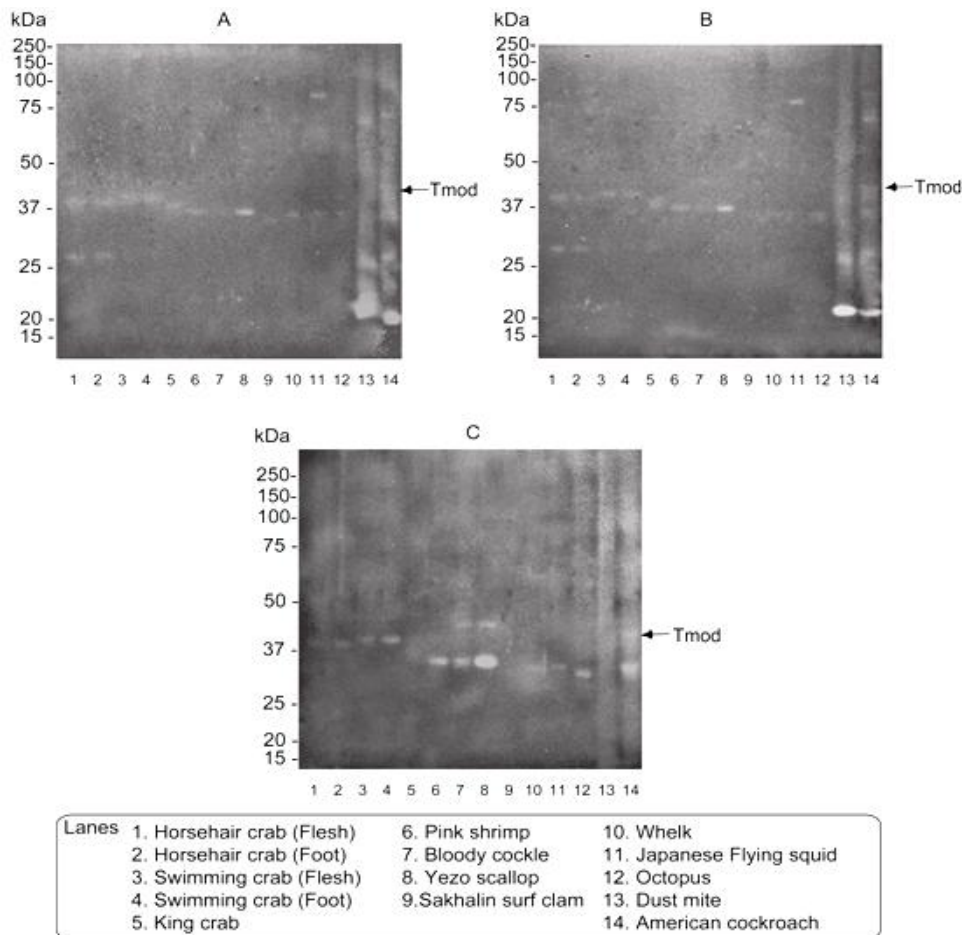 kDa
A
250-
150-
100-
75 -
50 -
37 -
25 -
20 -
15 -
Tmod
1 2 3 4 5 6 7 8 9 10 11 12 13 14
kDa
B
250-
150-
100-
75 -
50 -
37 -
25 -
20 -
15 -
Tmod
1 2 3 4 5 6 7 8 9 10 11 12 13 14
kDa
C
250-
150-
100-
75 -
50 -
37 -
25 -
20 -
15 -
Tmod
1 2 3 4 5 6 7 8 9 10 11 12 13 14
Lanes
1. Horsehair crab (Flesh)
2. Horsehair crab (Foot)
3. Swimming crab (Flesh)
4. Swimming crab (Foot)
5. King crab
6. Pink shrimp
7. Bloody cockle
8. Yezo scallop
9.Sakhalin surf clam
10. Whelk
11. Japanese Flying squid
12. Octopus
13. Dust mite
14. American cockroach